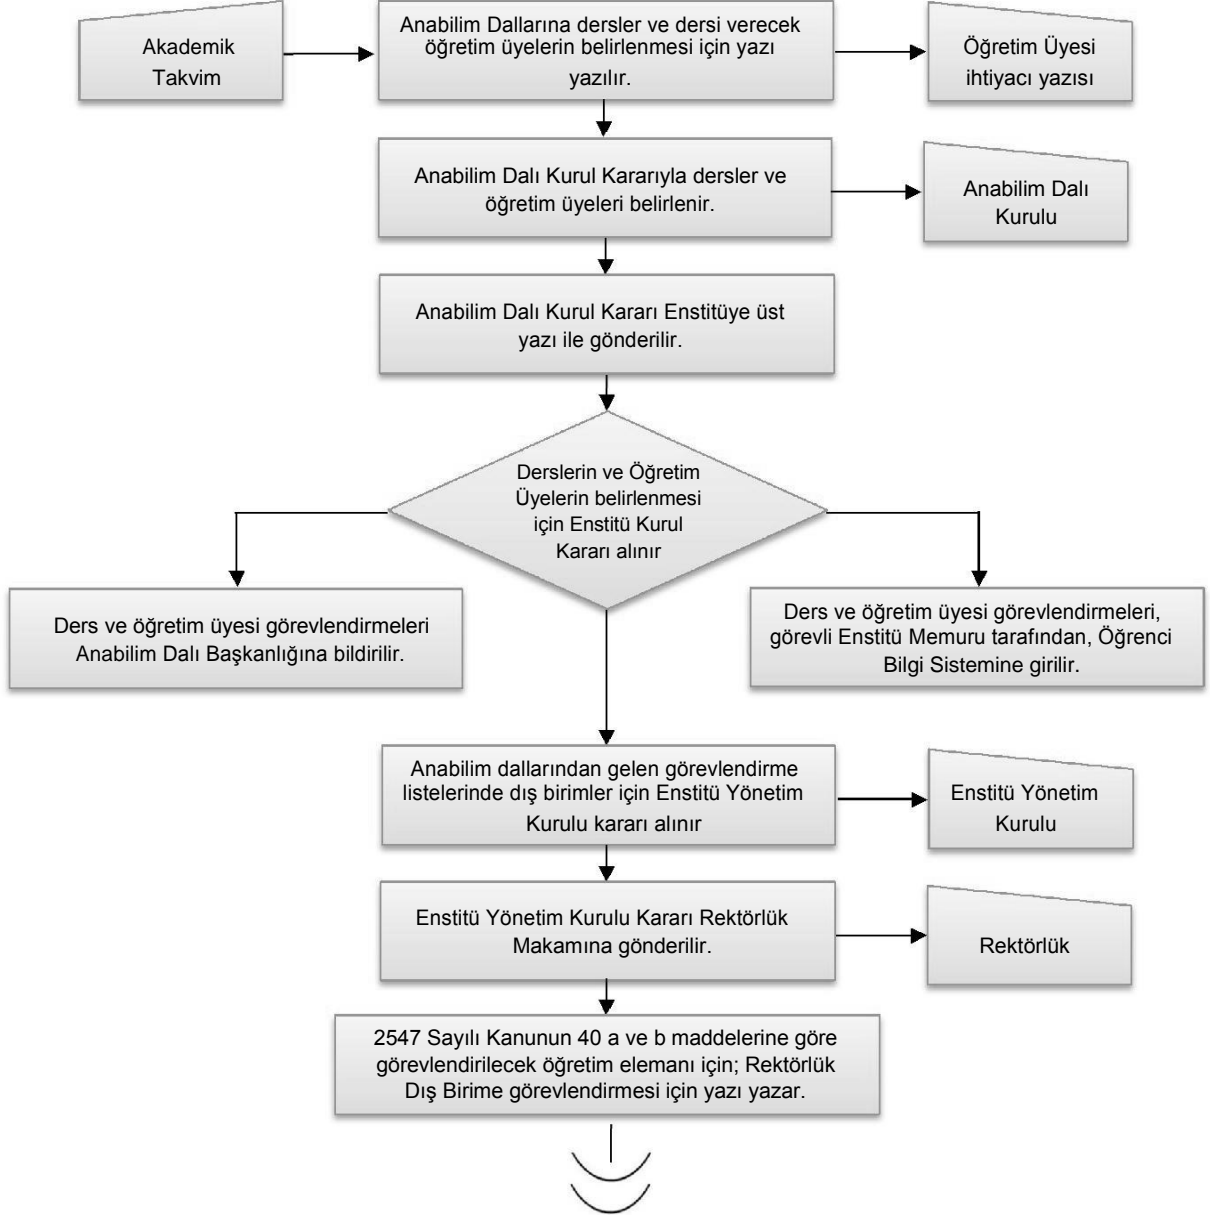 Akademik
Takvim
Anabilim Dallarına dersler ve dersi verecek
öğretim üyelerin belirlenmesi için yazı
yazılır.
Öğretim Üyesi
ihtiyacı yazısı
Anabilim Dalı Kurul Kararıyla dersler ve
öğretim üyeleri belirlenir.
Anabilim Dalı
Kurulu
Anabilim Dalı Kurul Kararı Enstitüye üst
yazı ile gönderilir.
Derslerin ve Öğretim
Üyelerin belirlenmesi
için Enstitü Kurul
Kararı alınır
Ders ve öğretim üyesi görevlendirmeleri
Anabilim Dalı Başkanlığına bildirilir.
Ders ve öğretim üyesi görevlendirmeleri,
görevli Enstitü Memuru tarafından, Öğrenci
Bilgi Sistemine girilir.
Anabilim dallarından gelen görevlendirme
listelerinde dış birimler için Enstitü Yönetim
Kurulu kararı alınır
Enstitü Yönetim
Kurulu
Enstitü Yönetim Kurulu Kararı Rektörlük
Makamına gönderilir.
Rektörlük
2547 Sayılı Kanunun 40 a ve b maddelerine göre
görevlendirilecek öğretim elemanı için; Rektörlük
Dış Birime görevlendirmesi için yazı yazar.